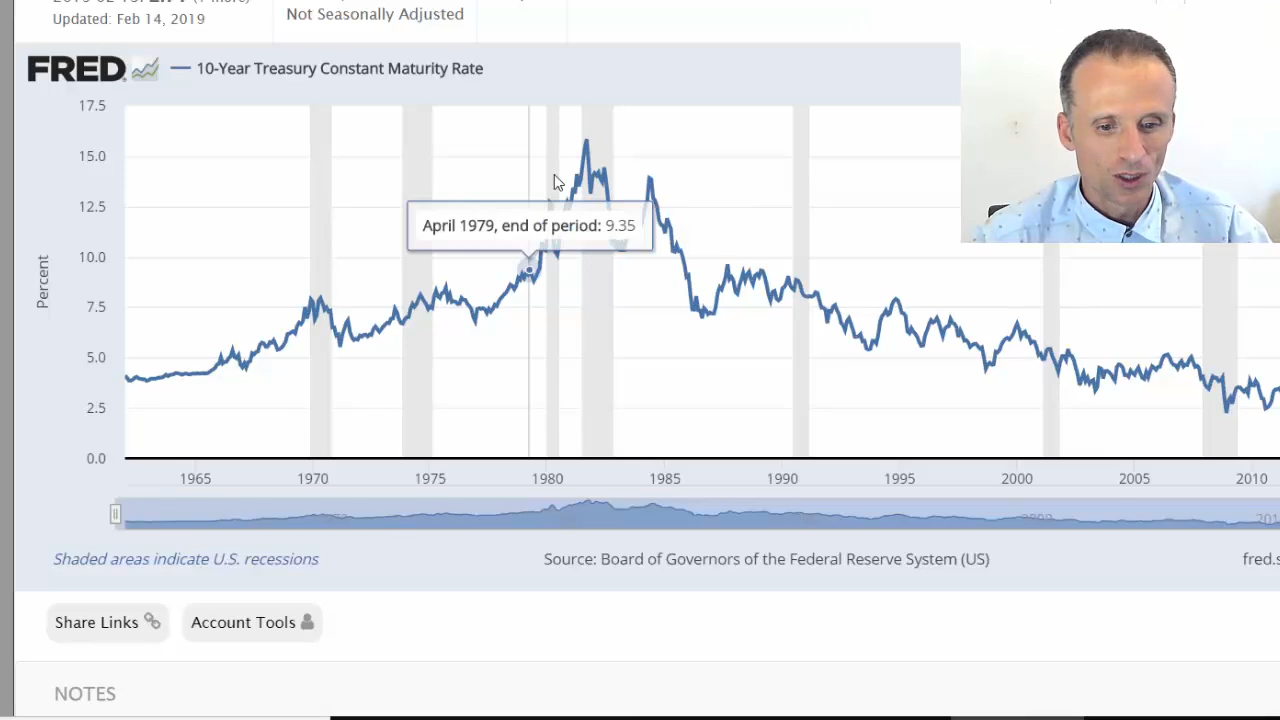 Updated: Feb 14, 2019
Not Seasonally Adjusted
FRED 10-Year Treasury Constant Maturity Rate
17.5
15.0
12.5
10.0
7.5
5.0
2.5
0.0
Percent
April 1979, end of period: 9.35
1965 1970 1975 1980 1985 1990 1995 2000 2005 2010
Shaded areas indicate U.S. recessions
Source: Board of Governors of the Federal Reserve System (US)
fred.s
Share Links
Account Tools
NOTES